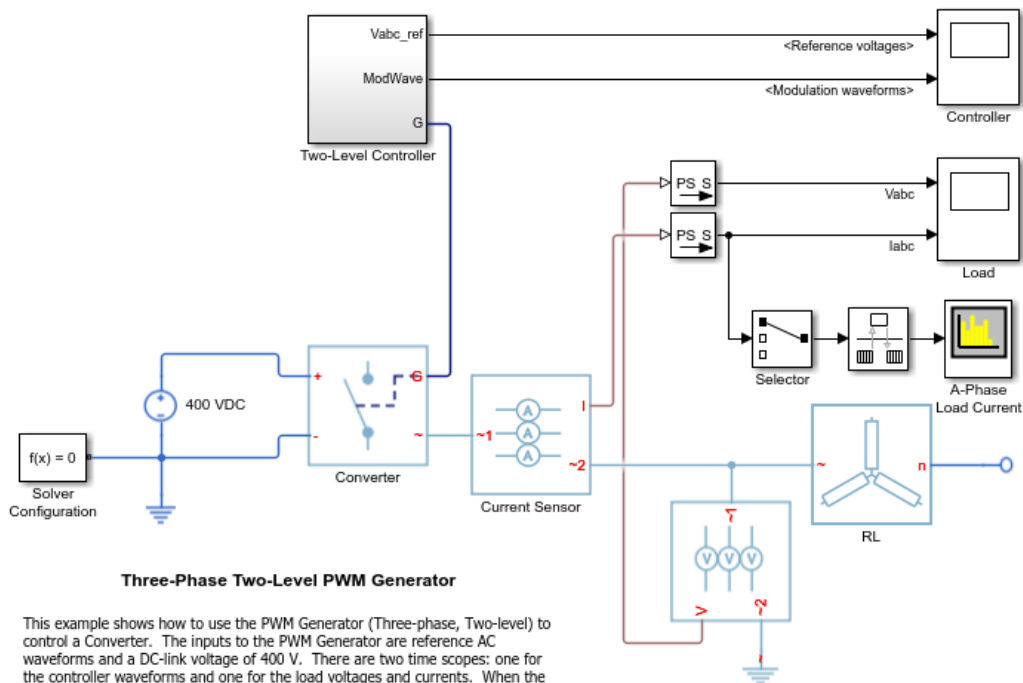 Vabc_ref
<Reference voltages>
ModWave
<Modulation waveforms>
G
Controller
Two-Level Controller
PS S
Vabc
PS S
Iabc
Load
Selector
A-Phase
Load Current
+
G
400 VDC
I
-
~
~1
~2
~
n
f(x) = 0
Converter
A
A
A
Solver
Configuration
Current Sensor
~1
RL
V V V
V
~2
~
Three-Phase Two-Level PWM Generator
This example shows how to use the PWM Generator (Three-phase, Two-level) to
control a Converter.  The inputs to the PWM Generator are reference AC
waveforms and a DC-link voltage of 400 V.  There are two time scopes: one for
the controller waveforms and one for the load voltages and currents.  When the